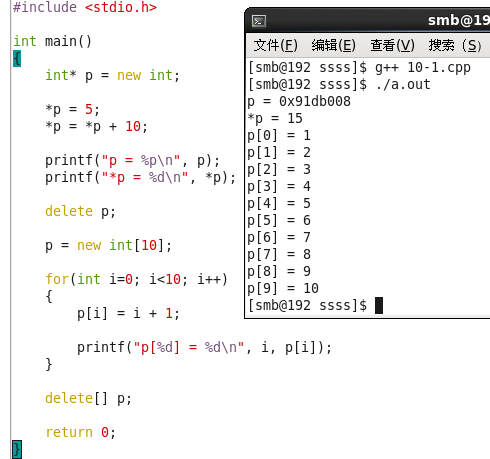 #include <stdio.h>
int main()
{
    int* p = new int;
    *p = 5;
    *p = *p + 10;
    printf("p = %p\n", p);
    printf("*p = %d\n", *p);
    delete p;
    p = new int[10];
    for(int i=0; i<10; i++)
    {
        p[i] = i + 1;
        printf("p[%d] = %d\n", i, p[i]);
    }
    delete[] p;
    return 0;
}
smb@192
文件(F) 编辑(E) 查看(V) 搜索 (S)
[smb@192 ssss]$ g++ 10-1.cpp
[smb@192 ssss]$ ./a.out
p = 0x91db008
*p = 15
p[0] = 1
p[1] = 2
p[2] = 3
p[3] = 4
p[4] = 5
p[5] = 6
p[6] = 7
p[7] = 8
p[8] = 9
p[9] = 10
[smb@192 ssss]$